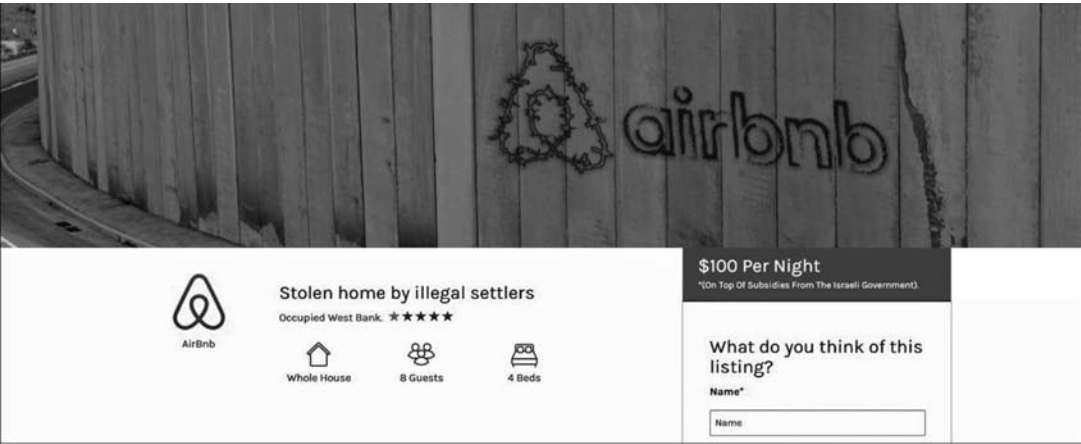 airbnb
$100 Per Night
*(On Top Of Subsidies From The Israeli Government).
Stolen home by illegal settlers
Occupied West Bank. ★★★★★
AirBnb
Whole House
8 Guests
4 Beds
What do you think of this
listing?
Name*
Name